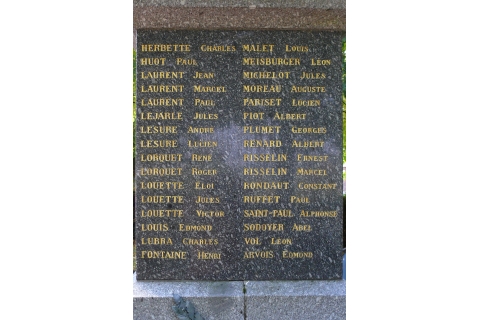 HERBETTE CHARLES
HUOT PAUL
LAURENT JEAN
LAURENT MARCEL
LAURENT PAUL
LEJARLE JULES
LESURE ANDRÉ
LESURE LUCIEN
LORQUET RENÉ
LORQUET ROGER
LOUETTE ELOI
LOUETTE JULES
LOUETTE VICTOR
LOUIS EDMOND
LUBRA CHARLES
FONTAINE HENRI
MALET LOUIS
MEISBURGER LÉON
MICHELOT JULES
MOREAU AUGUSTE
PARISET LUCIEN
PIOT ALBERT
PLUMET GEORGES
RENARD ALBERT
RISSELIN ERNEST
RISSELIN MARCEL
RONDAUT CONSTANT
RUFFET PAUL
SAINT-PAUL ALPHONSE
SODOYER ABEL
VOL LÉON
ARVOIS EDMOND